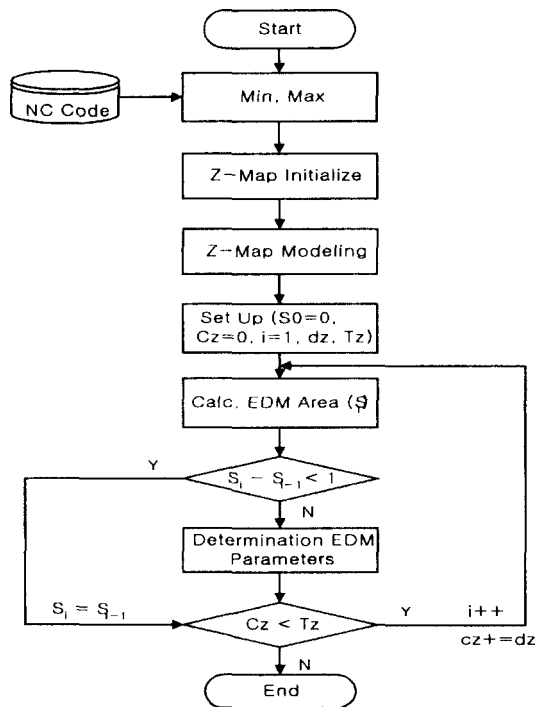 Start
NC Code
Min, Max
Z-Map Initialize
Z-Map Modeling
Set Up (S0=0,
Cz=0, i=1, dz, Tz)
Calc. EDM Area (Si)
Y
Si - Si-1 < 1
N
Determination EDM
Parameters
Si = Si-1
Cz < Tz
Y
i++
cz+=dz
N
End